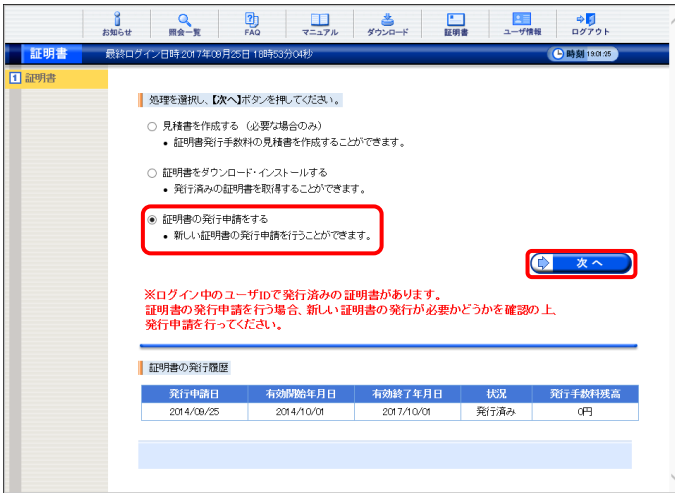 お知らせ 照会一覧 FAQ マニュアル ダウンロード 証明書 ユーザ情報 ログアウト
証明書 最終ログイン日時 2017年09月25日 18時53分04秒 時刻 19:01:25
1 証明書
処理を選択し、【次へ】ボタンを押してください。
見積書を作成する (必要な場合のみ)
• 証明書発行手数料の見積書を作成することができます。
証明書をダウンロード・インストールする
• 発行済みの証明書を取得することができます。
証明書の発行申請をする
• 新しい証明書の発行申請を行うことができます。
次 へ
※ログイン中のユーザIDで発行済みの証明書があります。
証明書の発行申請を行う場合、新しい証明書の発行が必要かどうかを確認の上、
発行申請を行ってください。
証明書の発行履歴
発行申請日 有効開始年月日 有効終了年月日 状況 発行手数料残高
2014/09/25 2014/10/01 2017/10/01 発行済み 0円